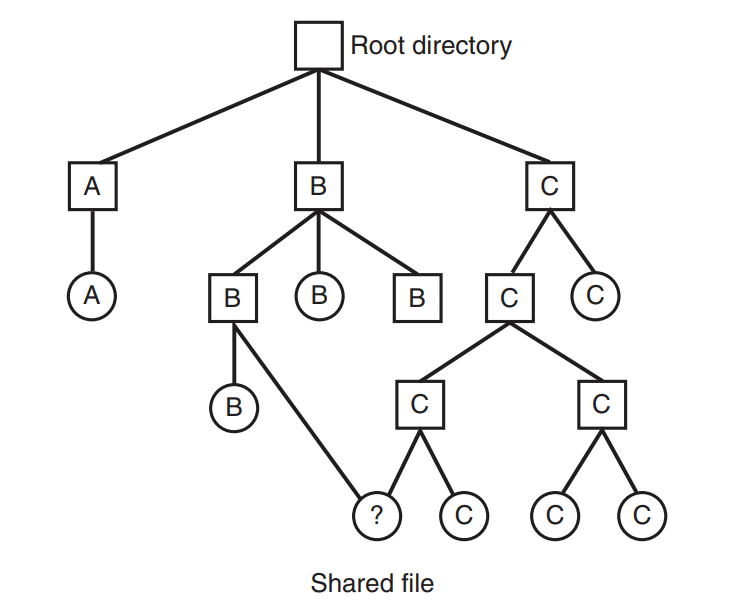 Root directory
A B C
A B B B C C
B C C
? C C C
Shared file